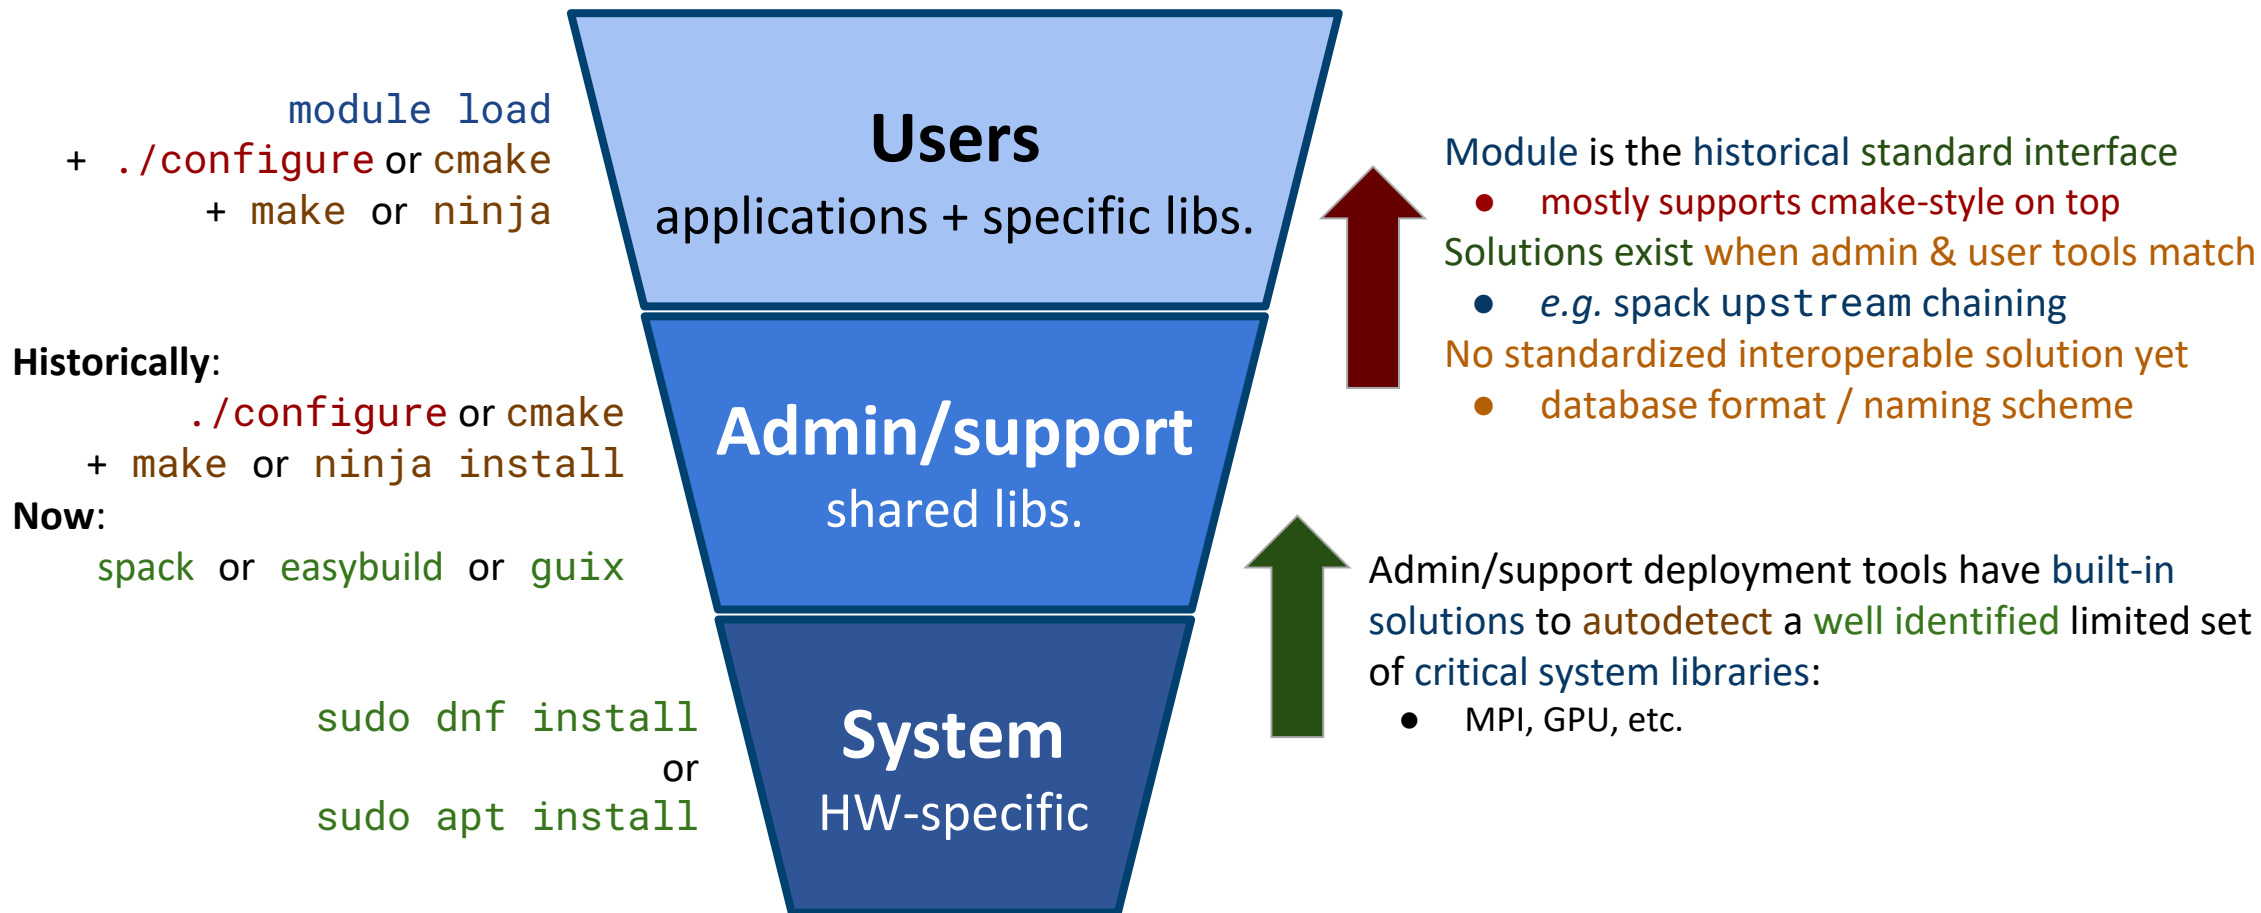 module load
+ ./configure or cmake
+ make or ninja
Users
applications + specific libs.
Module is the historical standard interface
● mostly supports cmake-style on top
Solutions exist when admin & user tools match
● e.g. spack upstream chaining
No standardized interoperable solution yet
● database format / naming scheme
Historically:
./configure or cmake
+ make or ninja install
Now:
spack or easybuild or guix
Admin/support
shared libs.
Admin/support deployment tools have built-in
solutions to autodetect a well identified limited set
of critical system libraries:
● MPI, GPU, etc.
sudo dnf install
or
sudo apt install
System
HW-specific